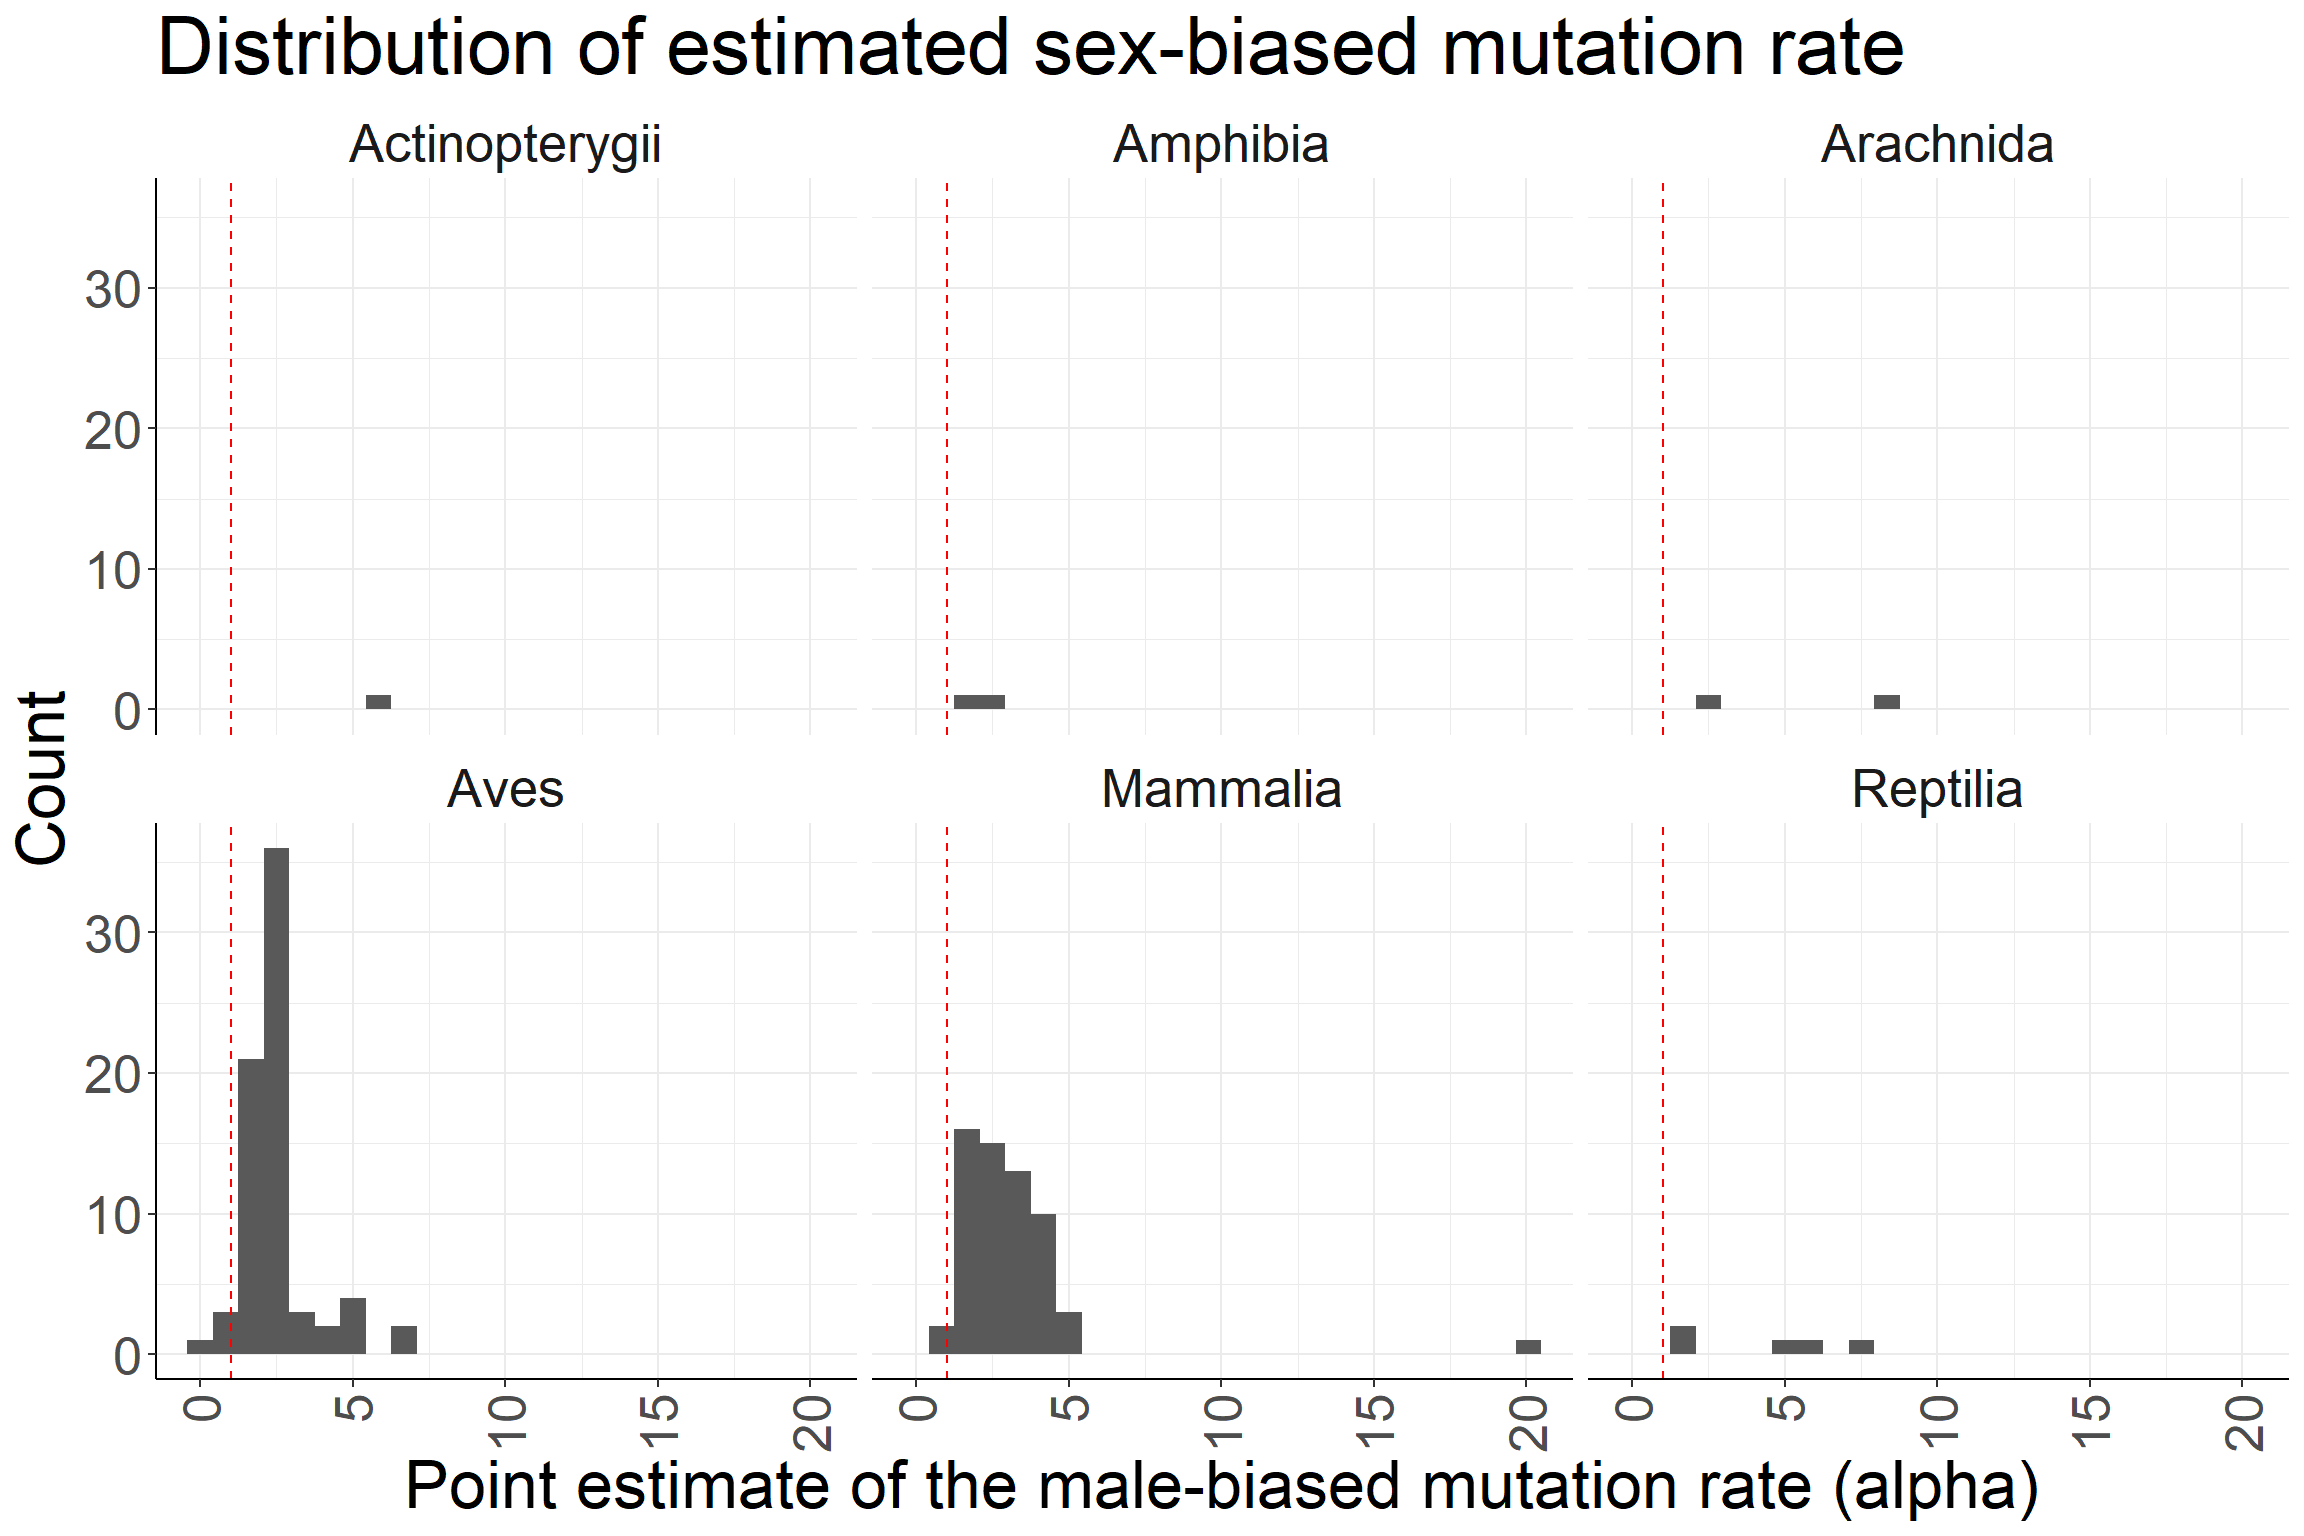 Distribution of estimated sex-biased mutation rate
Actinopterygii
Amphibia
Arachnida
30
20
10
0
Count
Aves
Mammalia
Reptilia
30
20
10
0
0 5 10 15 20
0 5 10 15 20
0 5 10 15 20
Point estimate of the male-biased mutation rate (alpha)